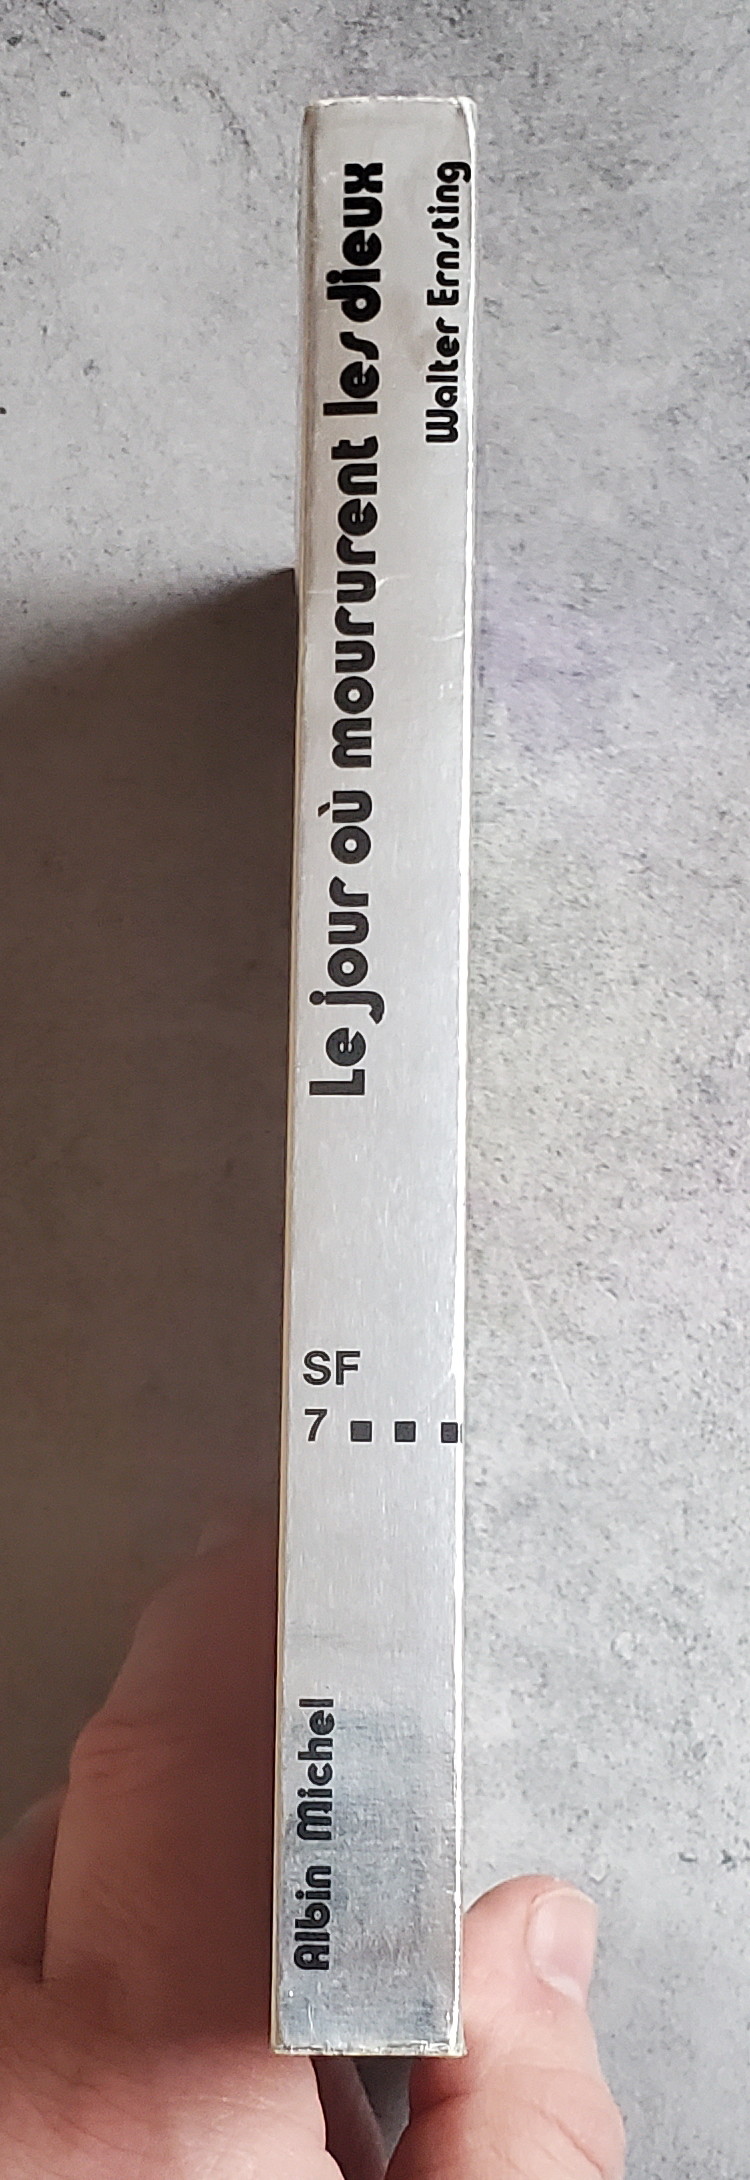 Le jour où moururent les dieux
Walter Ernsting
SF
7
Albin Michel